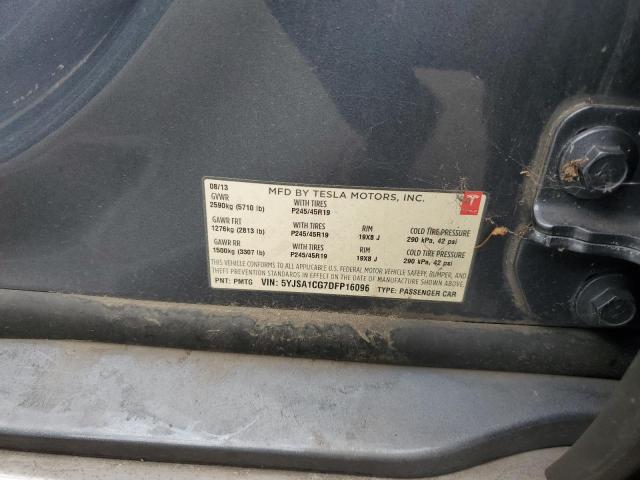 08/13 MFD BY TESLA MOTORS, INC.
GVWR WITH TIRES
2590kg (5710 lb) P245/45R19
GAWR FRT WITH TIRES RIM COLD TIRE PRESSURE
1276kg (2813 lb) P245/45R19 19X8 J 290 kPa, 42 psi
GAWR RR WITH TIRES RIM COLD TIRE PRESSURE
1500kg (3307 lb) P245/45R19 19X8 J 290 kPa, 42 psi
THIS VEHICLE CONFORMS TO ALL APPLICABLE U.S. FEDERAL MOTOR VEHICLE SAFETY, BUMPER, AND
THEFT PREVENTION STANDARDS IN EFFECT ON THE DATE OF MANUFACTURE SHOWN ABOVE.
PNT: PMTG VIN: 5YJSA1CG7DFP16096 TYPE: PASSENGER CAR